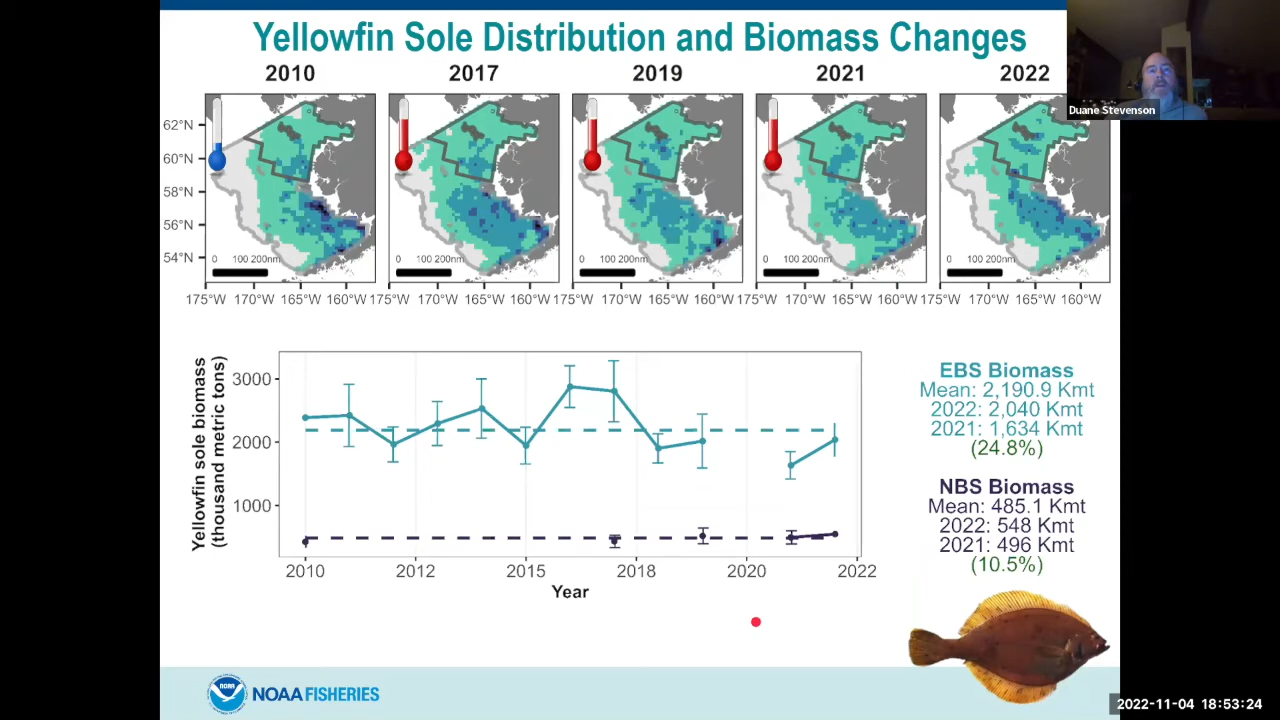 Yellowfin Sole Distribution and Biomass Changes
Duane Stevenson
2010 2017 2019 2021 2022
62°N
60°N
58°N
56°N
54°N
0 100 200nm 0 100 200nm 0 100 200nm 0 100 200nm 0 100 200nm
175°W 170°W 165°W 160°W 175°W 170°W 165°W 160°W 175°W 170°W 165°W 160°W 175°W 170°W 165°W 160°W 175°W 170°W 165°W 160°W
Yellowfin sole biomass
(thousand metric tons)
3000
2000
1000
2010 2012 2015 2018 2020 2022
Year
EBS Biomass
Mean: 2,190.9 Kmt
2022: 2,040 Kmt
2021: 1,634 Kmt
(24.8%)
NBS Biomass
Mean: 485.1 Kmt
2022: 548 Kmt
2021: 496 Kmt
(10.5%)
NOAA
NOAA FISHERIES
2022-11-04 18:53:24